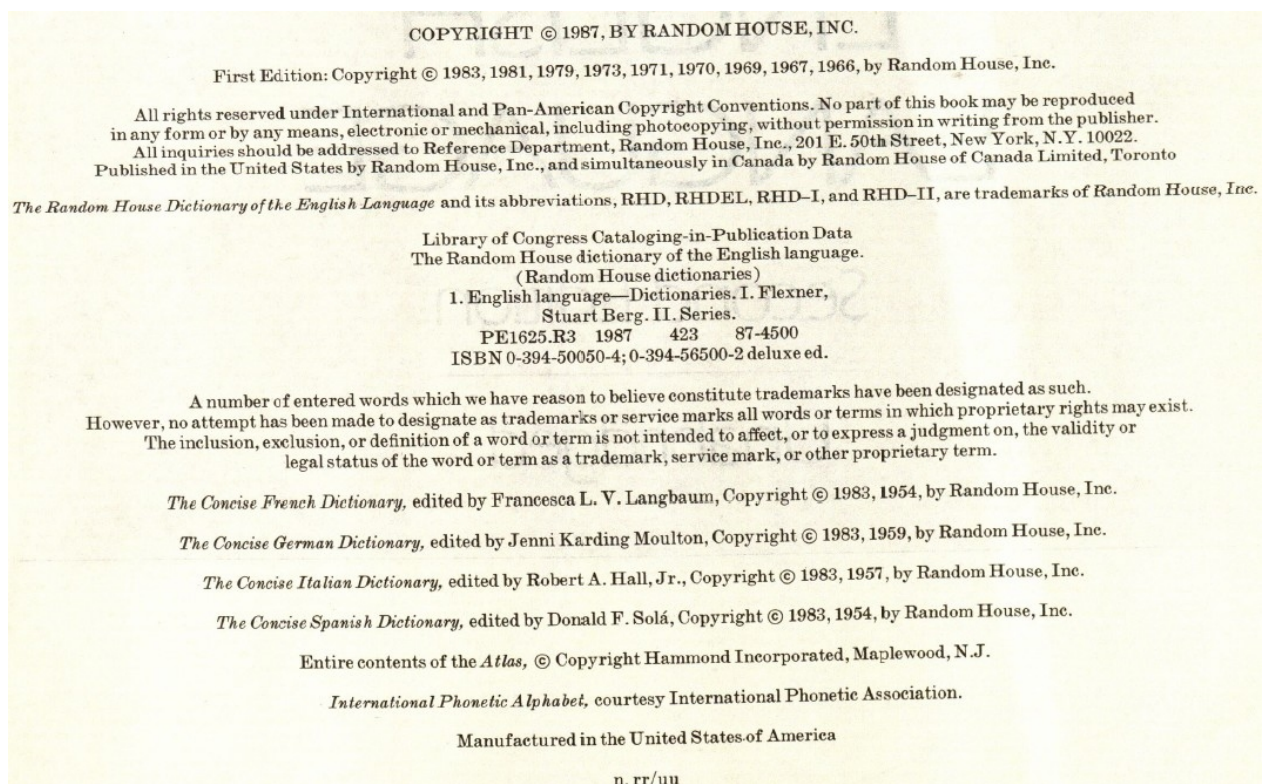 COPYRIGHT © 1987, BY RANDOM HOUSE, INC.
First Edition: Copyright © 1983, 1981, 1979, 1973, 1971, 1970, 1969, 1967, 1966, by Random House, Inc.
All rights reserved under International and Pan-American Copyright Conventions. No part of this book may be reproduced
in any form or by any means, electronic or mechanical, including photocopying, without permission in writing from the publisher.
All inquiries should be addressed to Reference Department, Random House, Inc., 201 E. 50th Street, New York, N.Y. 10022.
Published in the United States by Random House, Inc., and simultaneously in Canada by Random House of Canada Limited, Toronto
The Random House Dictionary of the English Language and its abbreviations, RHD, RHDEL, RHD–I, and RHD–II, are trademarks of Random House, Inc.
Library of Congress Cataloging-in-Publication Data
The Random House dictionary of the English language.
(Random House dictionaries)
1. English language—Dictionaries. I. Flexner,
Stuart Berg. II. Series.
PE1625.R3 1987 423 87-4500
ISBN 0-394-50050-4; 0-394-56500-2 deluxe ed.
A number of entered words which we have reason to believe constitute trademarks have been designated as such.
However, no attempt has been made to designate as trademarks or service marks all words or terms in which proprietary rights may exist.
The inclusion, exclusion, or definition of a word or term is not intended to affect, or to express a judgment on, the validity or
legal status of the word or term as a trademark, service mark, or other proprietary term.
The Concise French Dictionary, edited by Francesca L. V. Langbaum, Copyright © 1983, 1954, by Random House, Inc.
The Concise German Dictionary, edited by Jenni Karding Moulton, Copyright © 1983, 1959, by Random House, Inc.
The Concise Italian Dictionary, edited by Robert A. Hall, Jr., Copyright © 1983, 1957, by Random House, Inc.
The Concise Spanish Dictionary, edited by Donald F. Solá, Copyright © 1983, 1954, by Random House, Inc.
Entire contents of the Atlas, © Copyright Hammond Incorporated, Maplewood, N.J.
International Phonetic Alphabet, courtesy International Phonetic Association.
Manufactured in the United States of America